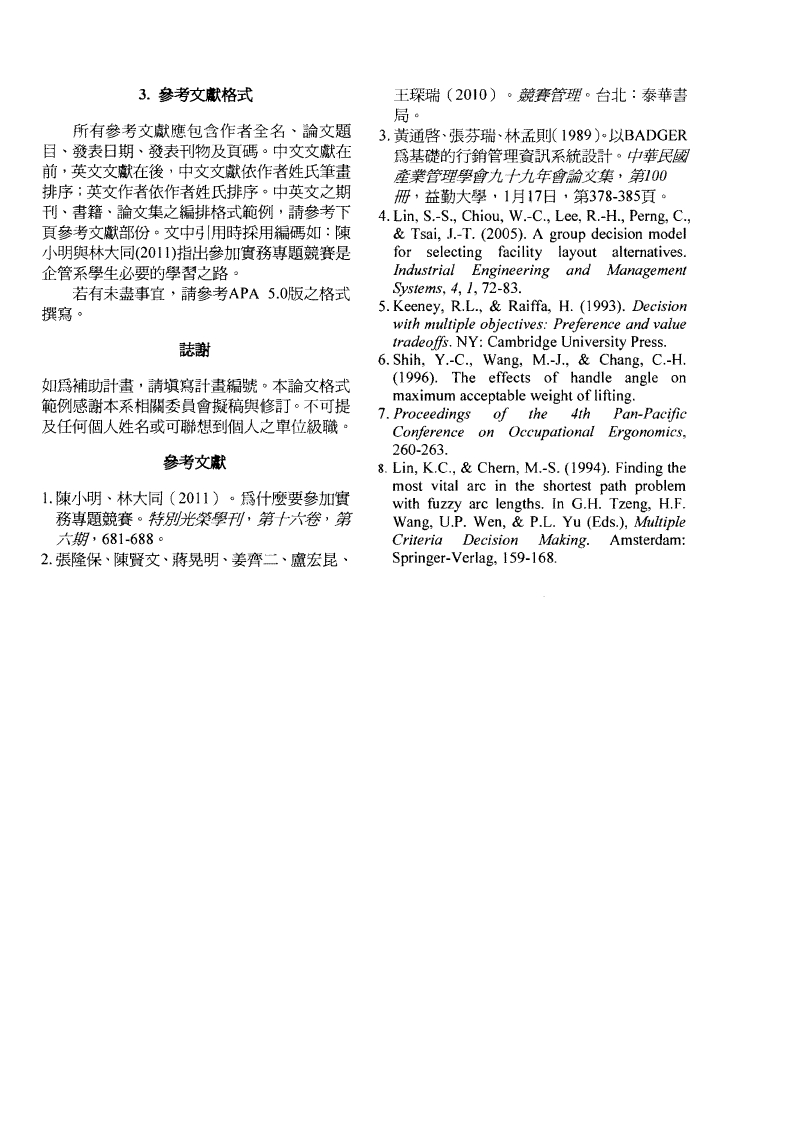 3. 參考文獻格式
所有參考文獻應包含作者全名、論文題
目、發表日期、發表刊物及頁碼。中文文獻在
前，英文文獻在後，中文文獻依作者姓氏筆畫
排序；英文作者依作者姓氏排序。中英文之期
刊、書籍、論文集之編排格式範例，請參考下
頁參考文獻部份。文中引用時採用編碼如：陳
小明與林大同(2011)指出參加實務專題競賽是
企管系學生必要的學習之路。
若有未盡事宜，請參考APA 5.0版之格式
撰寫。
誌謝
如為補助計畫，請填寫計畫編號。本論文格式
範例感謝本系相關委員會擬稿與修訂。不可提
及任何個人姓名或可聯想到個人之單位級職。
參考文獻
1. 陳小明、林大同（2011）。為什麼要參加實
務專題競賽。特別光榮學刊，第十六卷，第
六期，681-688。
2. 張隆保、陳賢文、蔣晃明、姜齊二、盧宏昆、
王琛瑞（2010）。競賽管理。台北：泰華書
局。
3. 黃通啓、張芬瑞、林孟則（1989）。以BADGER
為基礎的行銷管理資訊系統設計。中華民國
產業管理學會九十九年會論文集，第100
冊，益勤大學，1月17日，第378-385頁。
4. Lin, S.-S., Chiou, W.-C., Lee, R.-H., Perng, C.,
& Tsai, J.-T. (2005). A group decision model
for selecting facility layout alternatives.
Industrial Engineering and Management
Systems, 4, 1, 72-83.
5. Keeney, R.L., & Raiffa, H. (1993). Decision
with multiple objectives: Preference and value
tradeoffs. NY: Cambridge University Press.
6. Shih, Y.-C., Wang, M.-J., & Chang, C.-H.
(1996). The effects of handle angle on
maximum acceptable weight of lifting.
7. Proceedings of the 4th Pan-Pacific
Conference on Occupational Ergonomics,
260-263.
8. Lin, K.C., & Chern, M.-S. (1994). Finding the
most vital arc in the shortest path problem
with fuzzy arc lengths. In G.H. Tzeng, H.F.
Wang, U.P. Wen, & P.L. Yu (Eds.), Multiple
Criteria Decision Making. Amsterdam:
Springer-Verlag, 159-168.